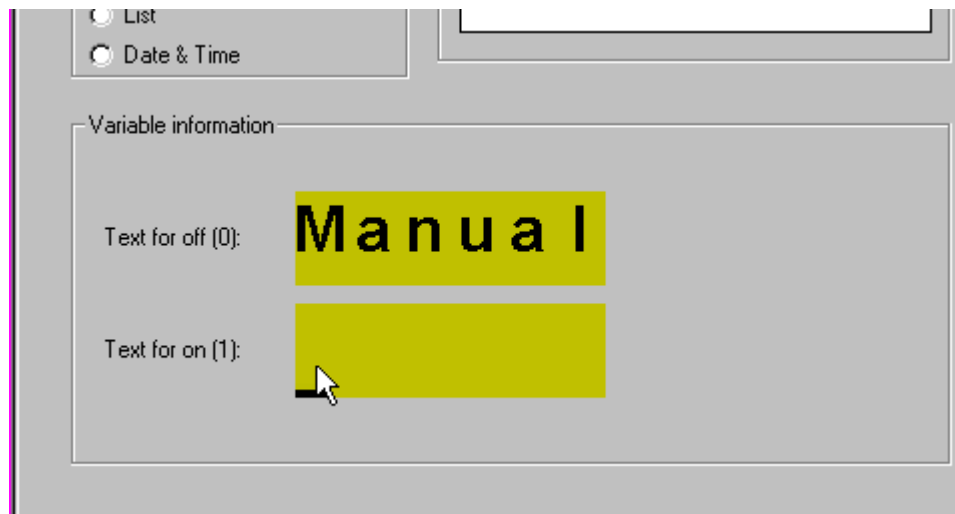 List
Date & Time
Variable information
Text for off (0):
Manual
Text for on (1):